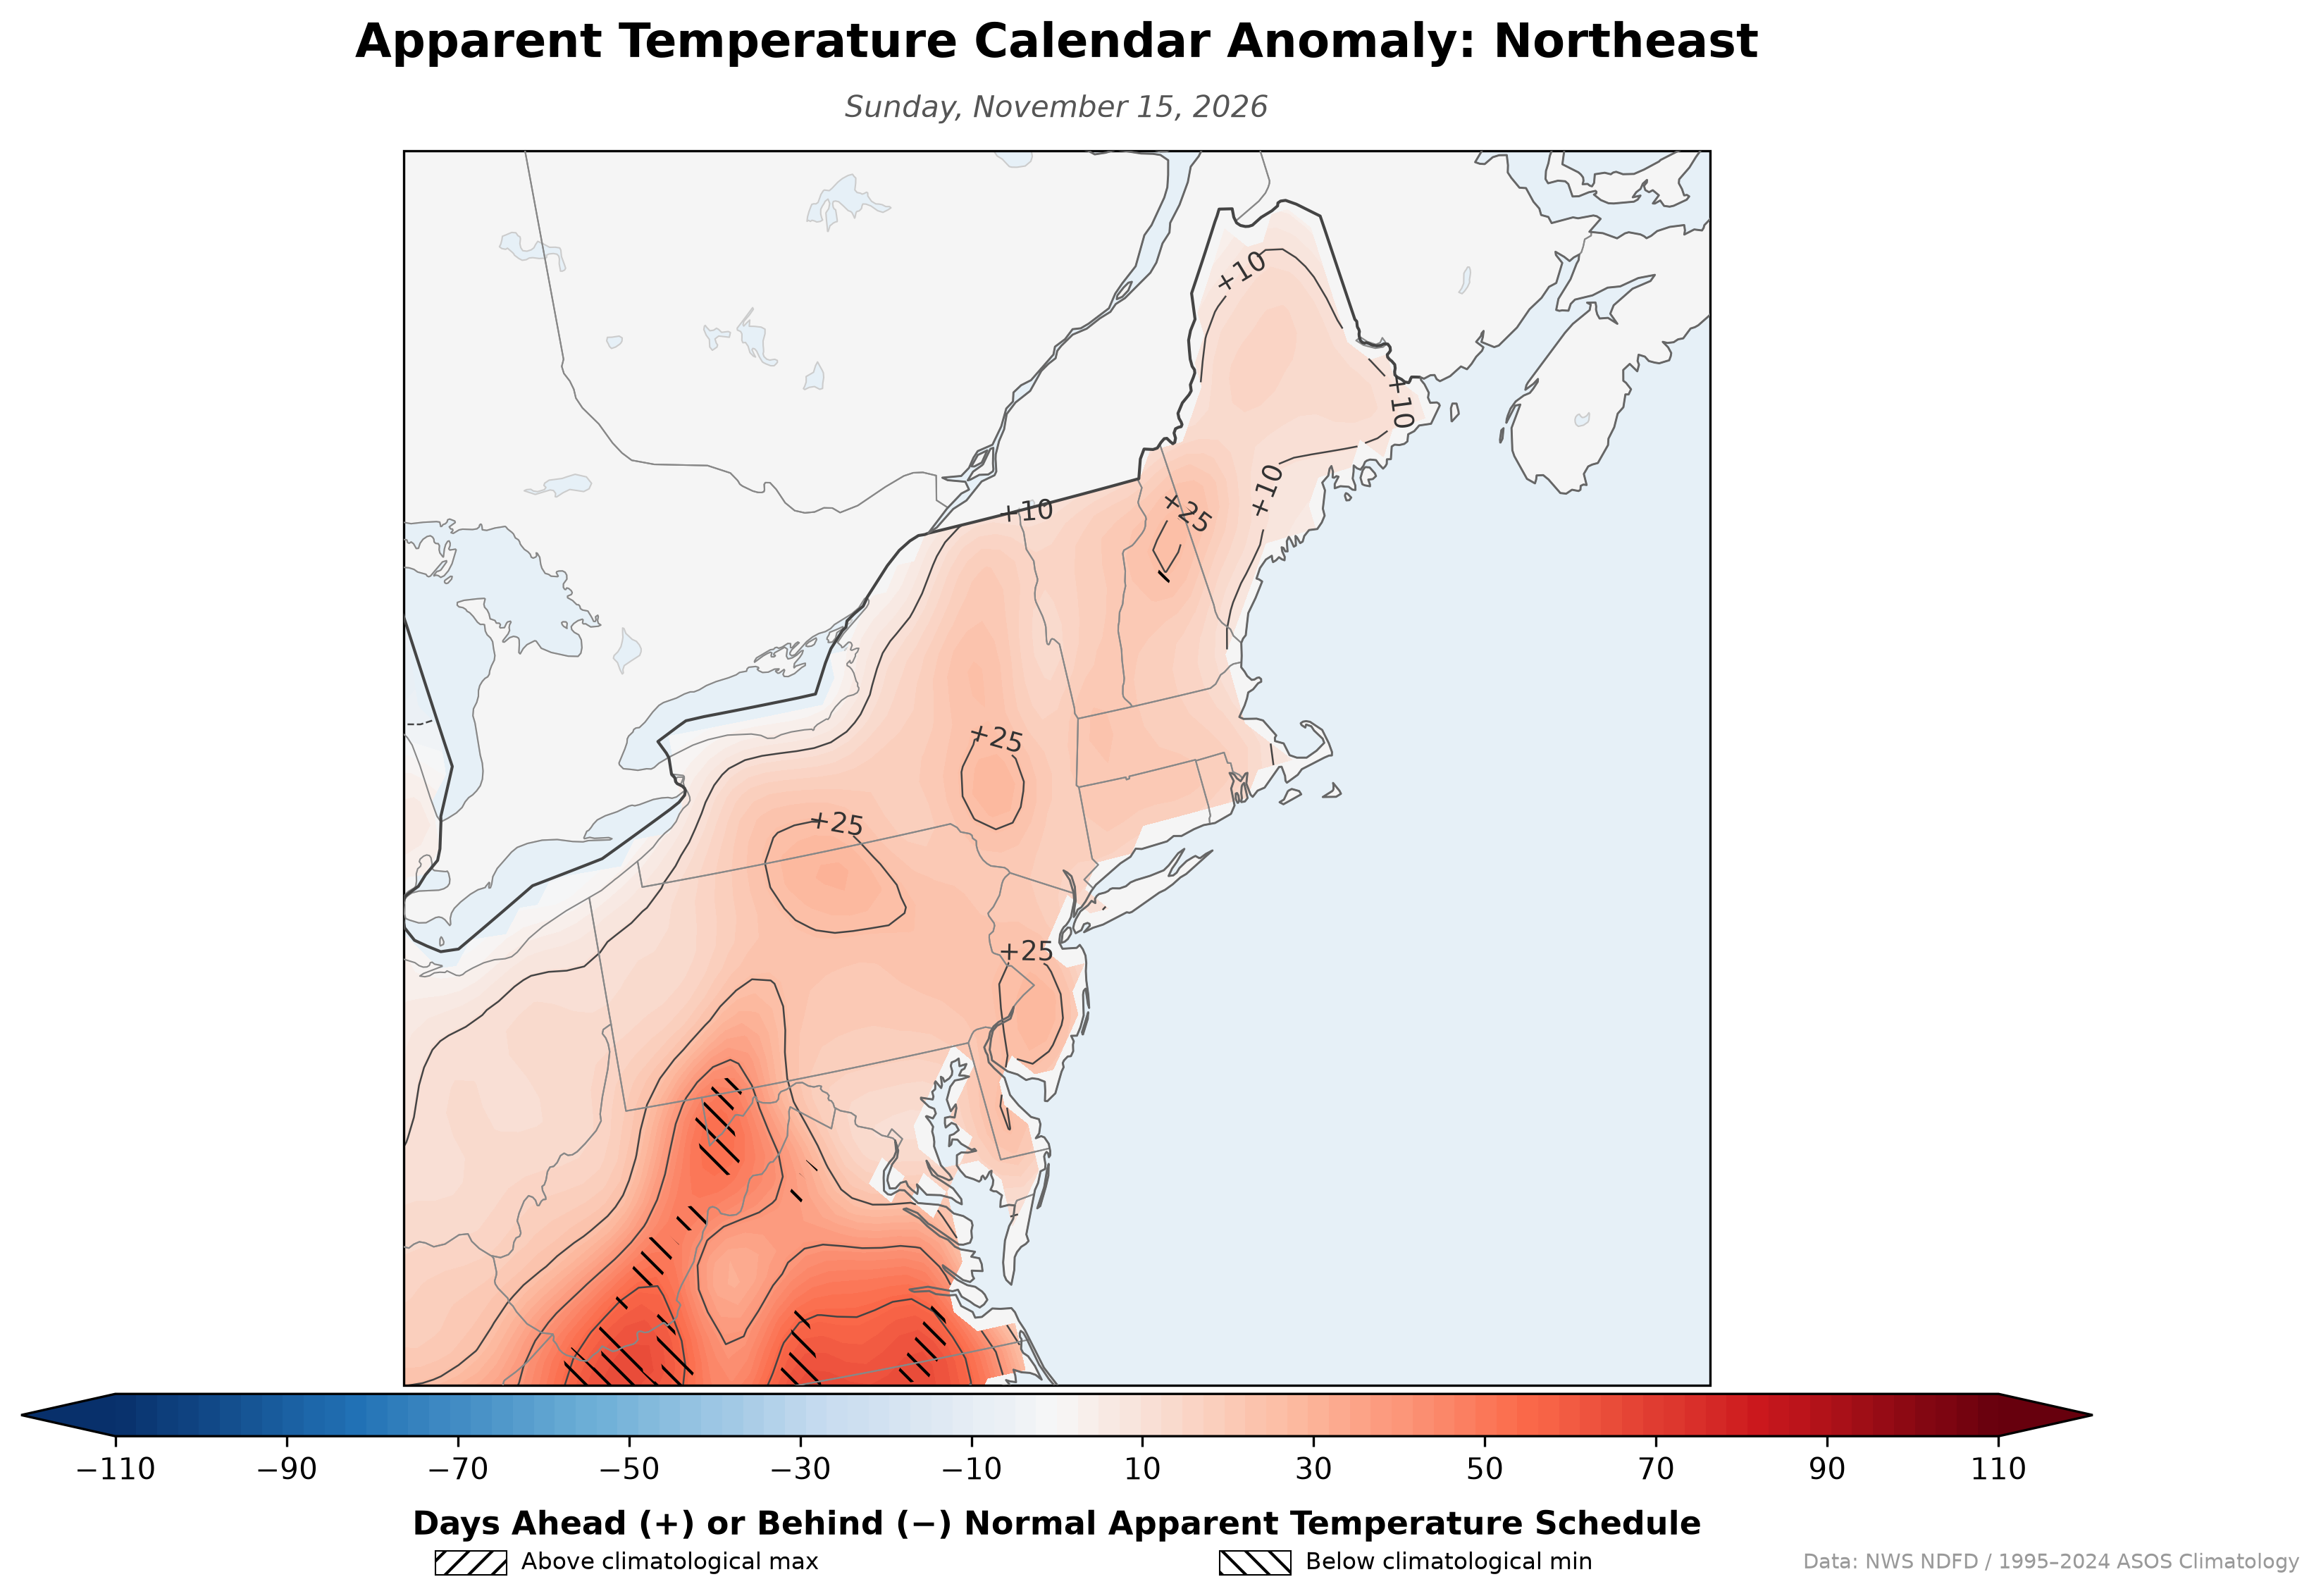 Apparent Temperature Calendar Anomaly: Northeast
Sunday, November 15, 2026
+10
+10
+10
+25
+10
+25
+25
+25
−110 −90 −70 −50 −30 −10 10 30 50 70 90 110
Days Ahead (+) or Behind (−) Normal Apparent Temperature Schedule
Above climatological max
Below climatological min
Data: NWS NDFD / 1995–2024 ASOS Climatology